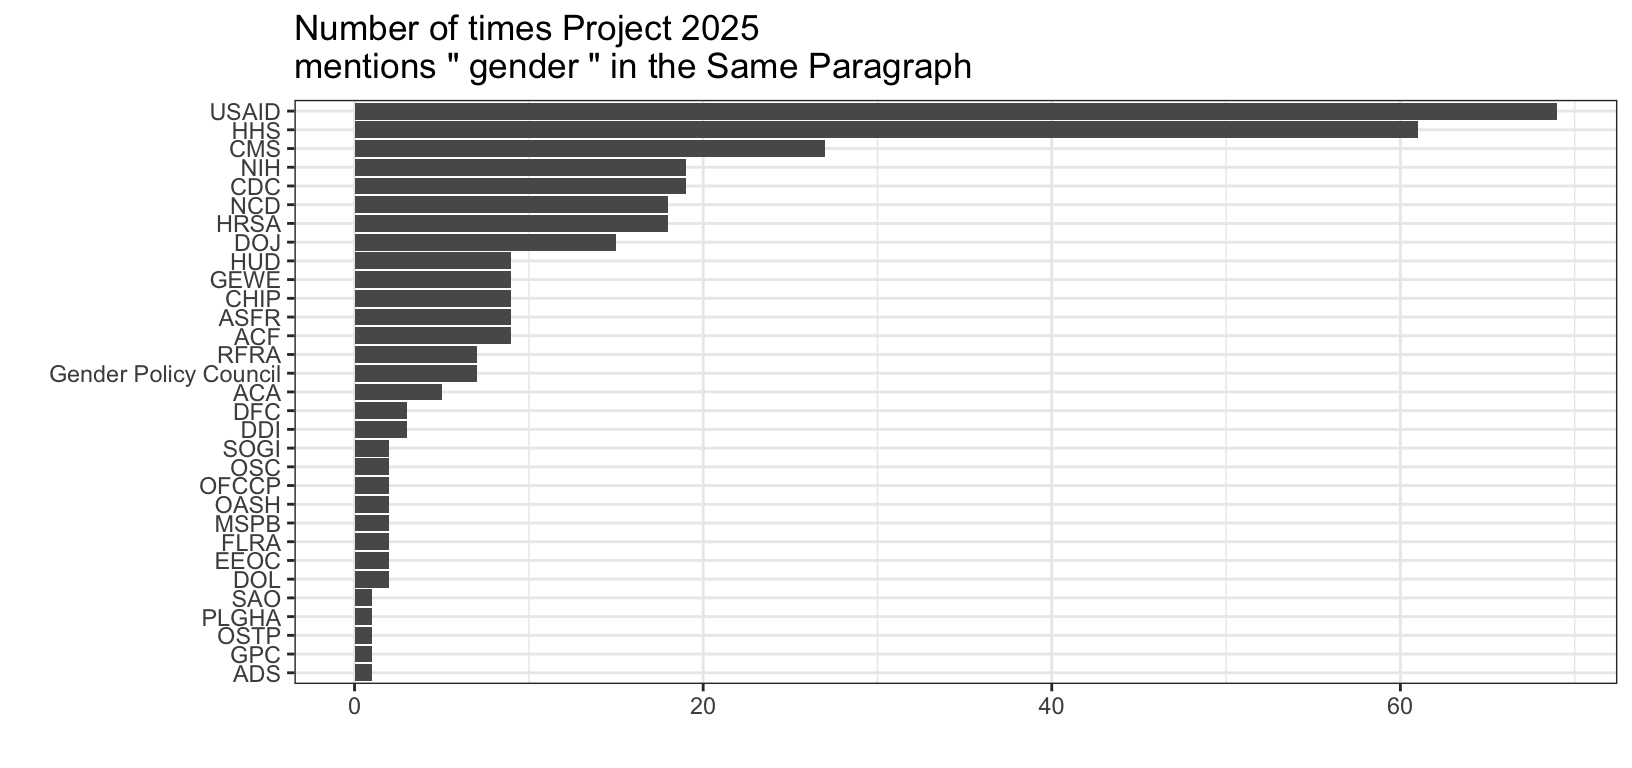 Number of times Project 2025
mentions " gender " in the Same Paragraph
USAID
HHS
CMS
NIH
CDC
NCD
HRSA
DOJ
HUD
GEWE
CHIP
ASFR
ACF
RFRA
Gender Policy Council
ACA
DFC
DDI
SOGI
OSC
OFCCP
OASH
MSPB
FLRA
EEOC
DOL
SAO
PLGHA
OSTP
GPC
ADS
0 20 40 60